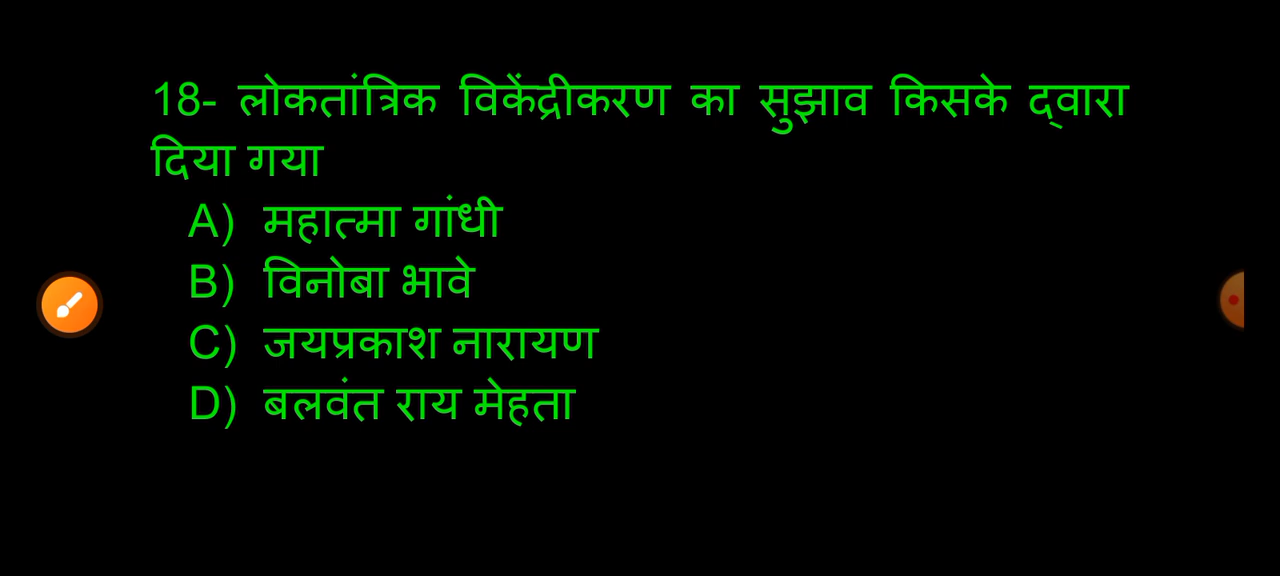 18- लोकतांत्रिक विकेंद्रीकरण का सुझाव किसके द्वारा
दिया गया
A) महात्मा गांधी
B) विनोबा भावे
C) जयप्रकाश नारायण
D) बलवंत राय मेहता